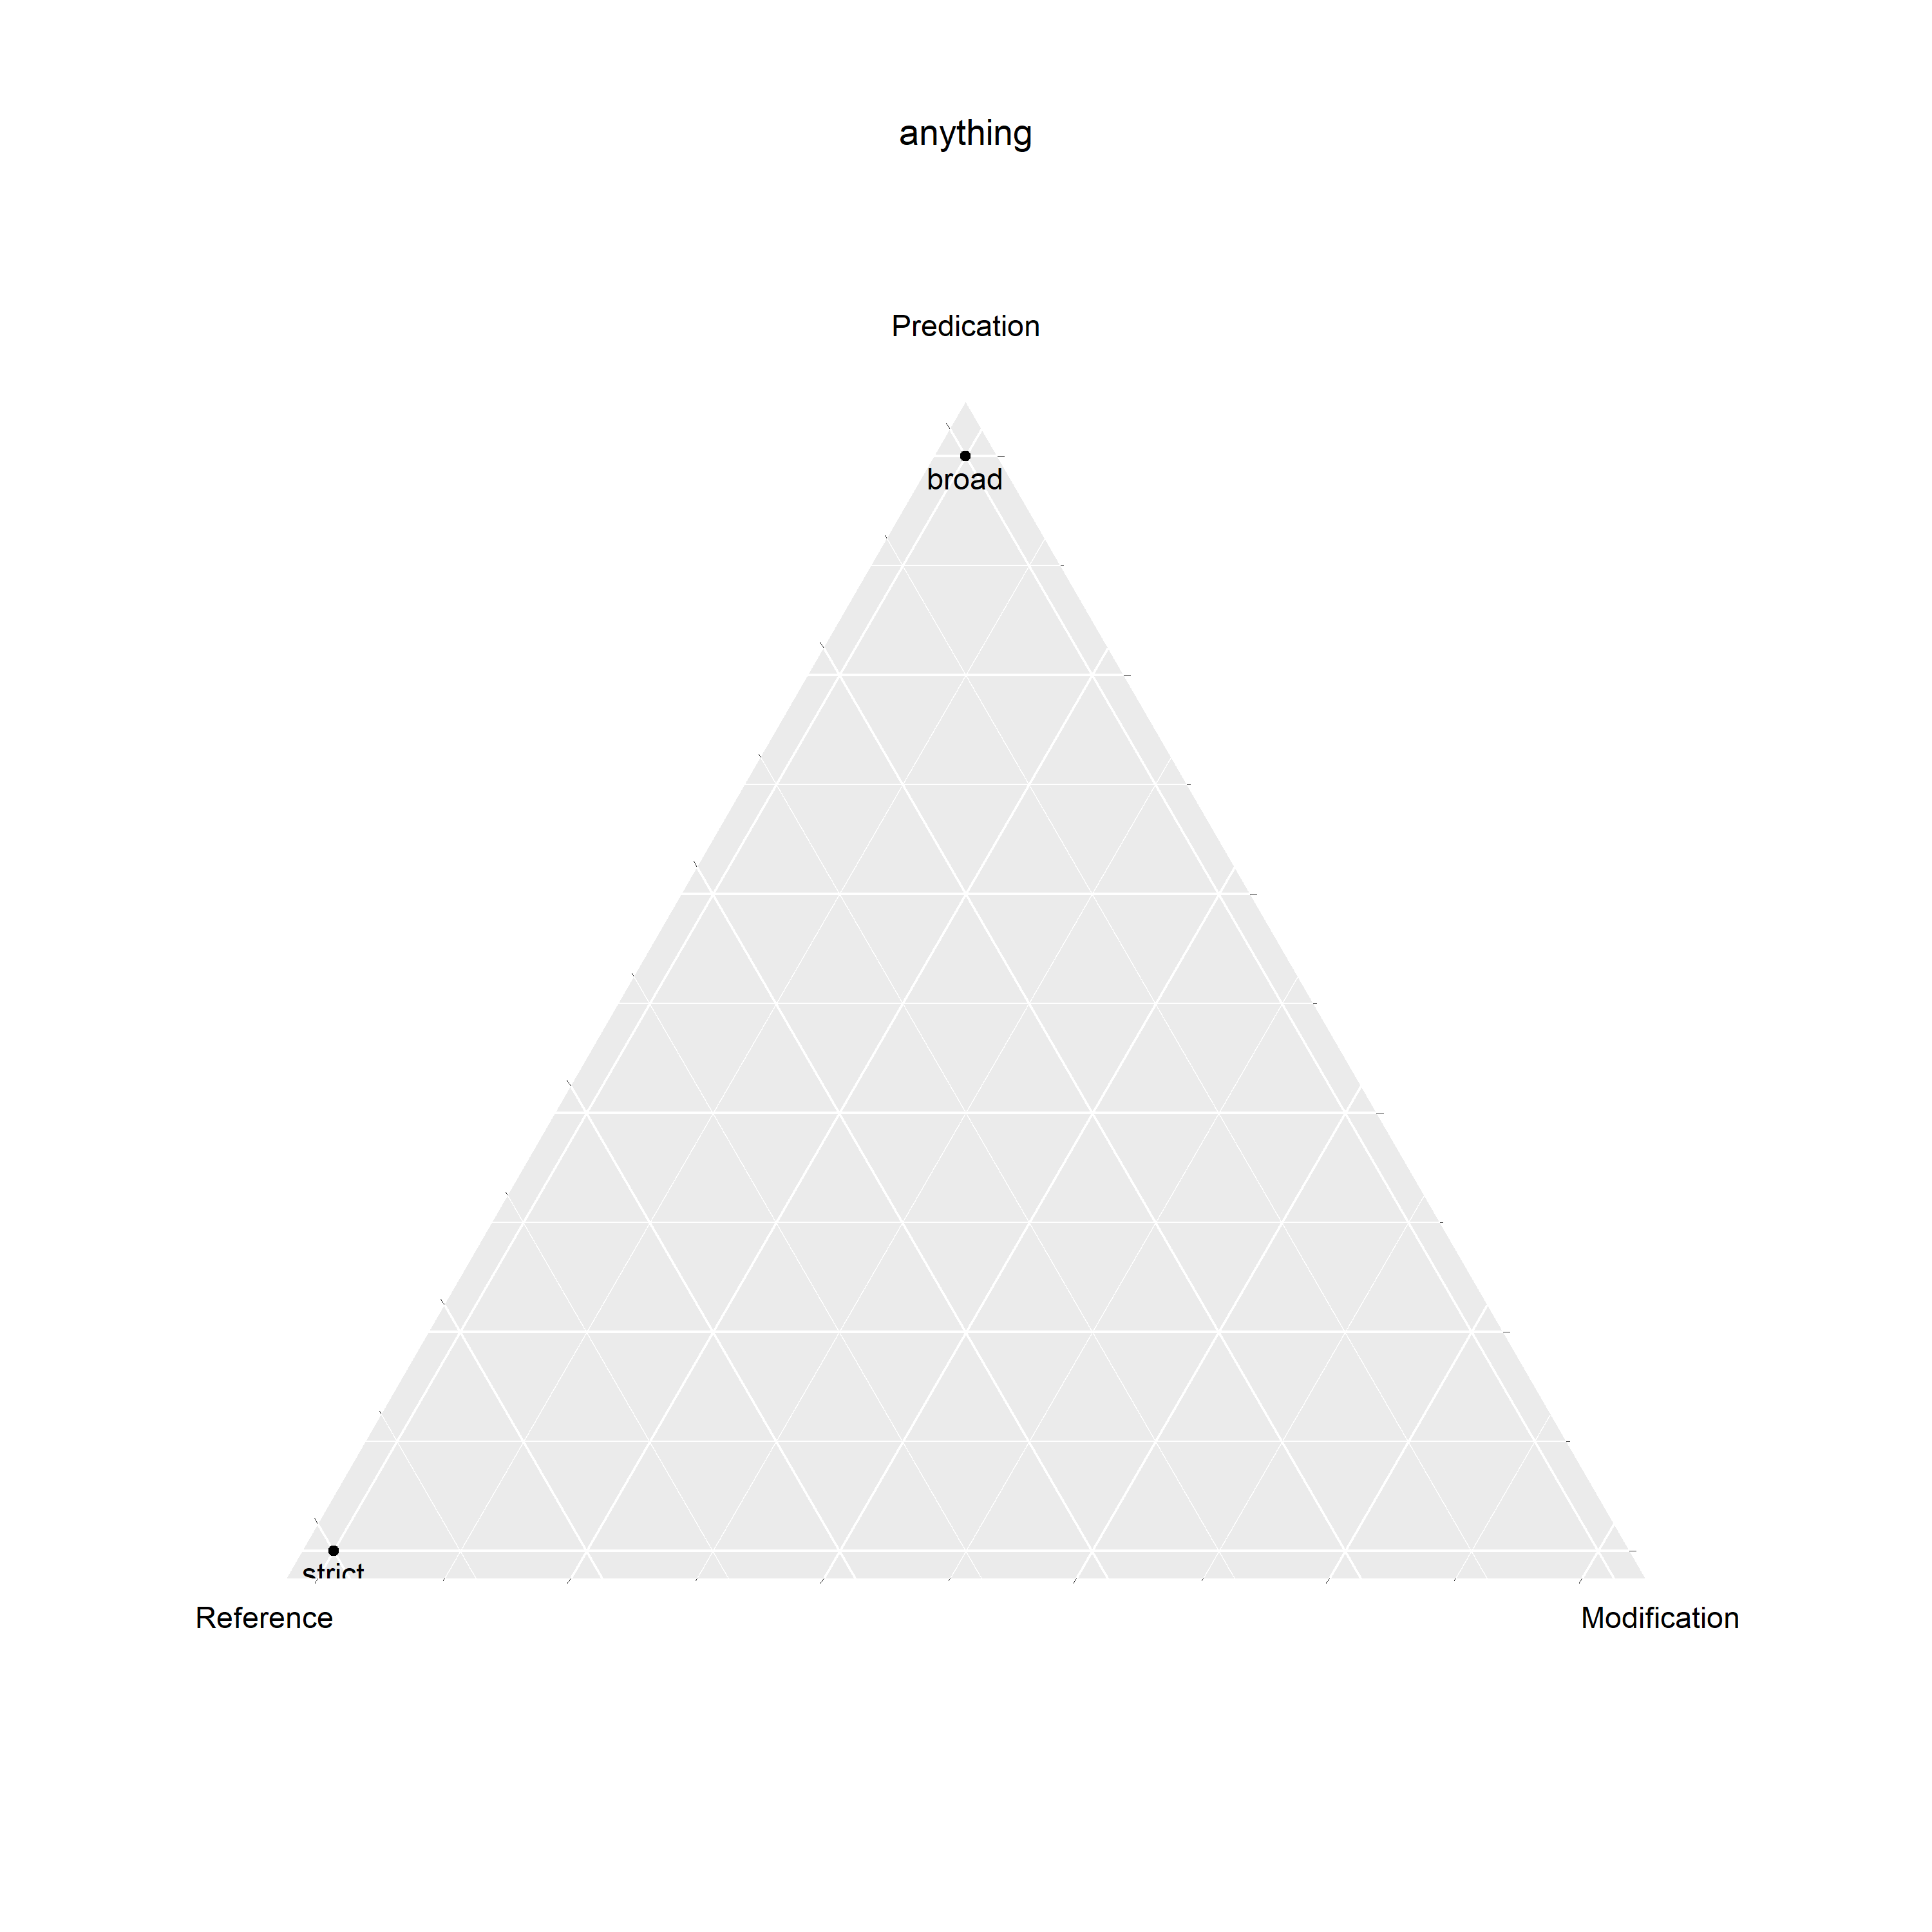 anything
Predication
broad
strict
Reference
Modification